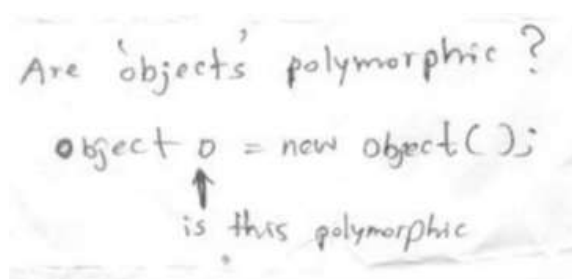 Are 'objects' polymorphic ?
object o = new object();
is this polymorphic